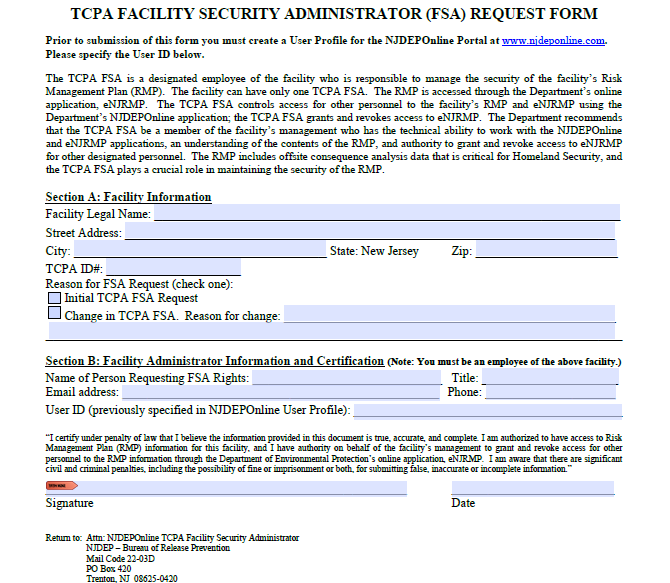 TCPA FACILITY SECURITY ADMINISTRATOR (FSA) REQUEST FORM
Prior to submission of this form you must create a User Profile for the NJDEPOnline Portal at www.njdeponline.com.
Please specify the User ID below.
The TCPA FSA is a designated employee of the facility who is responsible to manage the security of the facility's Risk
Management Plan (RMP). The facility can have only one TCPA FSA. The RMP is accessed through the Department's online
application, eNJRMP. The TCPA FSA controls access for other personnel to the facility's RMP and eNJRMP using the
Department's NJDEPOnline application; the TCPA FSA grants and revokes access to eNJRMP. The Department recommends
that the TCPA FSA be a member of the facility's management who has the technical ability to work with the NJDEPOnline
and eNJRMP applications, an understanding of the contents of the RMP, and authority to grant and revoke access to eNJRMP
for other designated personnel. The RMP includes offsite consequence analysis data that is critical for Homeland Security, and
the TCPA FSA plays a crucial role in maintaining the security of the RMP.
Section A: Facility Information
Facility Legal Name:
Street Address:
City: State: New Jersey Zip:
TCPA ID#:
Reason for FSA Request (check one):
Initial TCPA FSA Request
Change in TCPA FSA. Reason for change:
Section B: Facility Administrator Information and Certification (Note: You must be an employee of the above facility.)
Name of Person Requesting FSA Rights: Title:
Email address: Phone:
User ID (previously specified in NJDEPOnline User Profile):
"I certify under penalty of law that I believe the information provided in this document is true, accurate, and complete. I am authorized to have access to Risk
Management Plan (RMP) information for this facility, and I have authority on behalf of the facility's management to grant and revoke access for other
personnel to the RMP information through the Department of Environmental Protection's online application, eNJRMP. I am aware that there are significant
civil and criminal penalties, including the possibility of fine or imprisonment or both, for submitting false, inaccurate or incomplete information."
Signature Date
Return to: Attn: NJDEPOnline TCPA Facility Security Administrator
NJDEP – Bureau of Release Prevention
Mail Code 22-03D
PO Box 420
Trenton, NJ 08625-0420